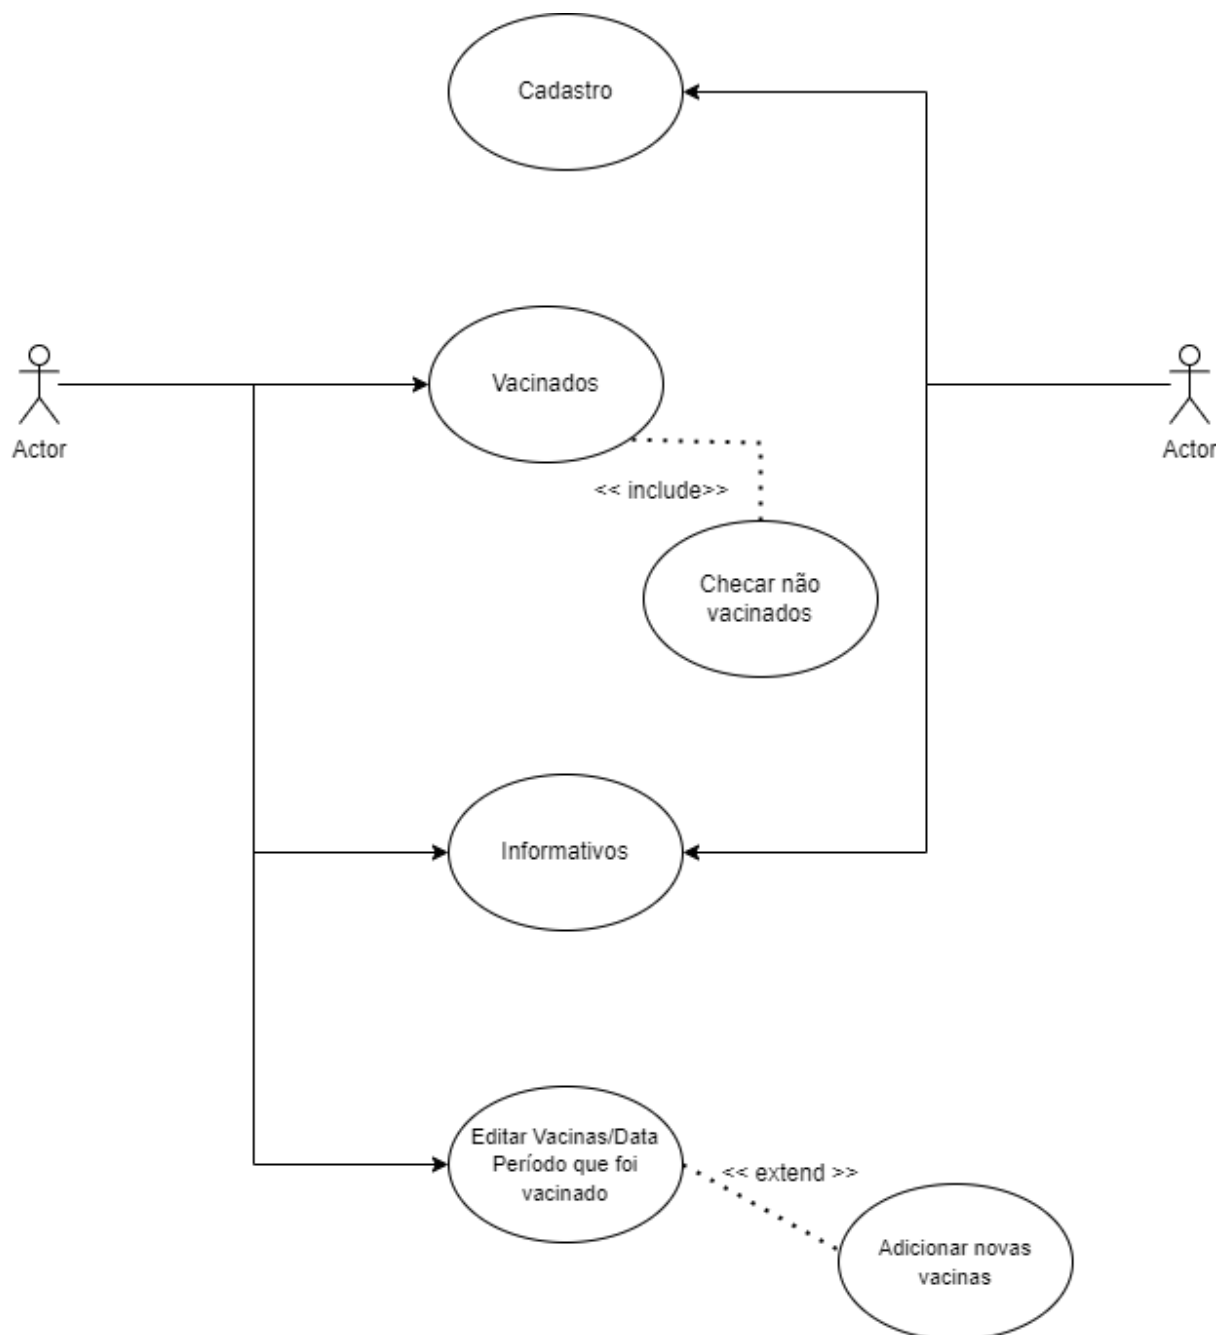 Cadastro
Vacinados
Actor
Actor
<< include>>
Checar não
vacinados
Informativos
Editar Vacinas/Data
Período que foi
vacinado
<< extend >>
Adicionar novas
vacinas